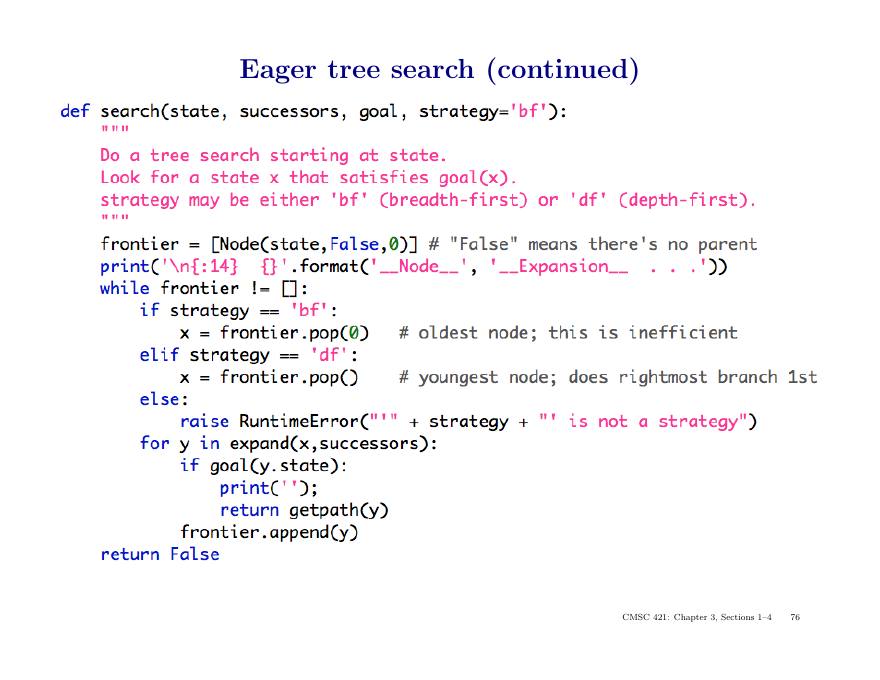 Eager tree search (continued)
def search(state, successors, goal, strategy='bf'):
    """
    Do a tree search starting at state.
    Look for a state x that satisfies goal(x).
    strategy may be either 'bf' (breadth-first) or 'df' (depth-first).
    """
    frontier = [Node(state,False,0)] # "False" means there's no parent
    print('\n{:14}  {}'.format('__Node__', '__Expansion__  . . .'))
    while frontier != []:
        if strategy == 'bf':
            x = frontier.pop(0)   # oldest node; this is inefficient
        elif strategy == 'df':
            x = frontier.pop()    # youngest node; does rightmost branch 1st
        else:
            raise RuntimeError("'" + strategy + "' is not a strategy")
        for y in expand(x,successors):
            if goal(y.state):
                print('');
                return getpath(y)
            frontier.append(y)
    return False
CMSC 421: Chapter 3, Sections 1–4 76